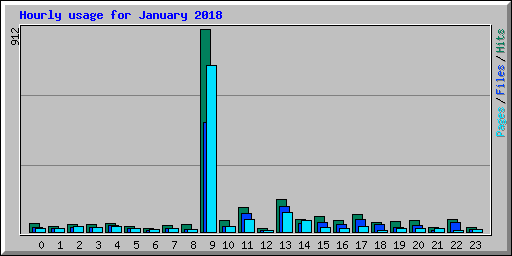 Hourly usage for January 2018
912
Pages / Files / Hits
0 1 2 3 4 5 6 7 8 9 10 11 12 13 14 15 16 17 18 19 20 21 22 23